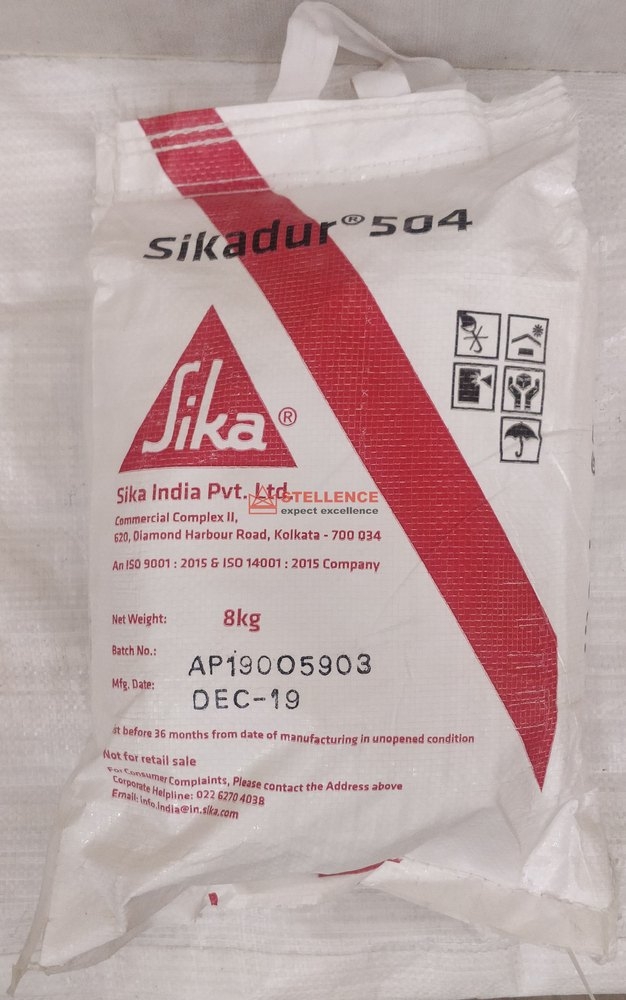 Sikadur® 504
Sika®
Sika India Pvt. Ltd.
STELLENCE
expect excellence
Commercial Complex II,
620, Diamond Harbour Road, Kolkata - 700 034
An ISO 9001 : 2015 & ISO 14001 : 2015 Company
Net Weight: 8kg
Batch No.: AP19005903
Mfg. Date: DEC-19
st before 36 months from date of manufacturing in unopened condition
Not for retail sale
For Consumer Complaints, Please contact the Address above
Corporate Helpline: 022 6270 4038
Email: info.india@in.sika.com